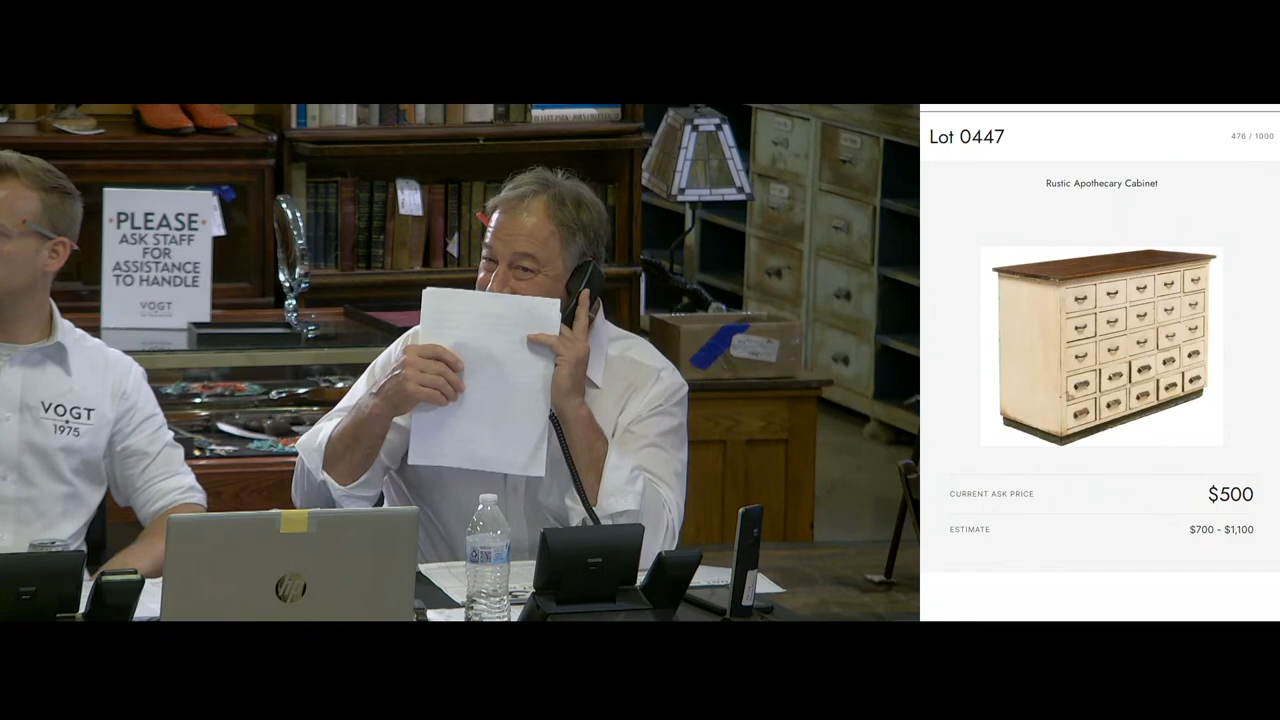 PLEASE
ASK STAFF
FOR
ASSISTANCE
TO HANDLE
VOGT
VOGT
1975
hp
Lot 0447
476 / 1000
Rustic Apothecary Cabinet
CURRENT ASK PRICE
$500
ESTIMATE
$700 - $1,100